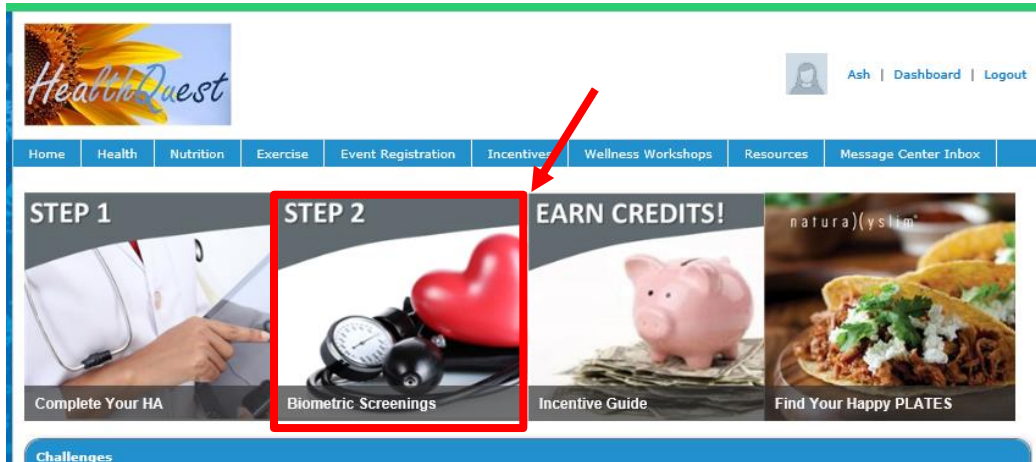 HealthQuest
Ash | Dashboard | Logout
Home Health Nutrition Exercise Event Registration Incentives Wellness Workshops Resources Message Center Inbox
STEP 1
Complete Your HA
STEP 2
Biometric Screenings
EARN CREDITS!
Incentive Guide
natura)(yslim
Find Your Happy PLATES
Challenges